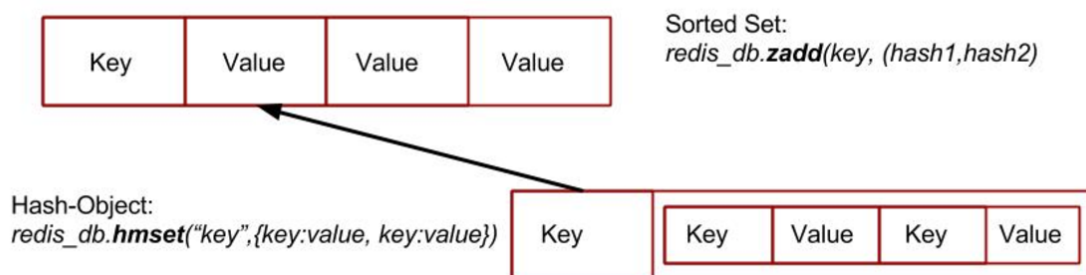 Sorted Set:
redis_db.zadd(key, (hash1,hash2)
Key Value Value Value
Hash-Object:
redis_db.hmset(“key”,{key:value, key:value})
Key Key Value Key Value